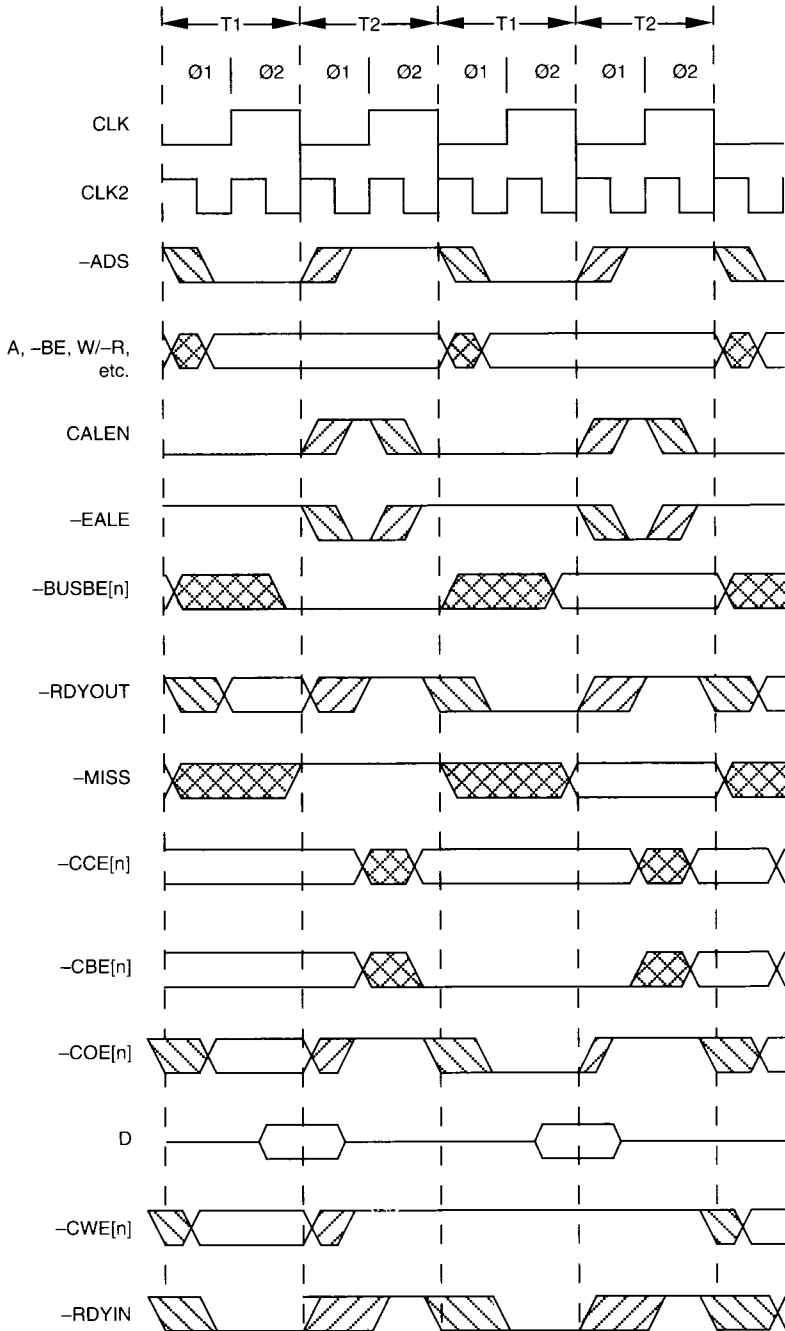 T1 T2 T1 T2
Ø1 Ø2 Ø1 Ø2 Ø1 Ø2 Ø1 Ø2
CLK
CLK2
–ADS
A, –BE, W/–R,
etc.
CALEN
–EALE
–BUSBE[n]
–RDYOUT
–MISS
–CCE[n]
–CBE[n]
–COE[n]
D
–CWE[n]
–RDYIN